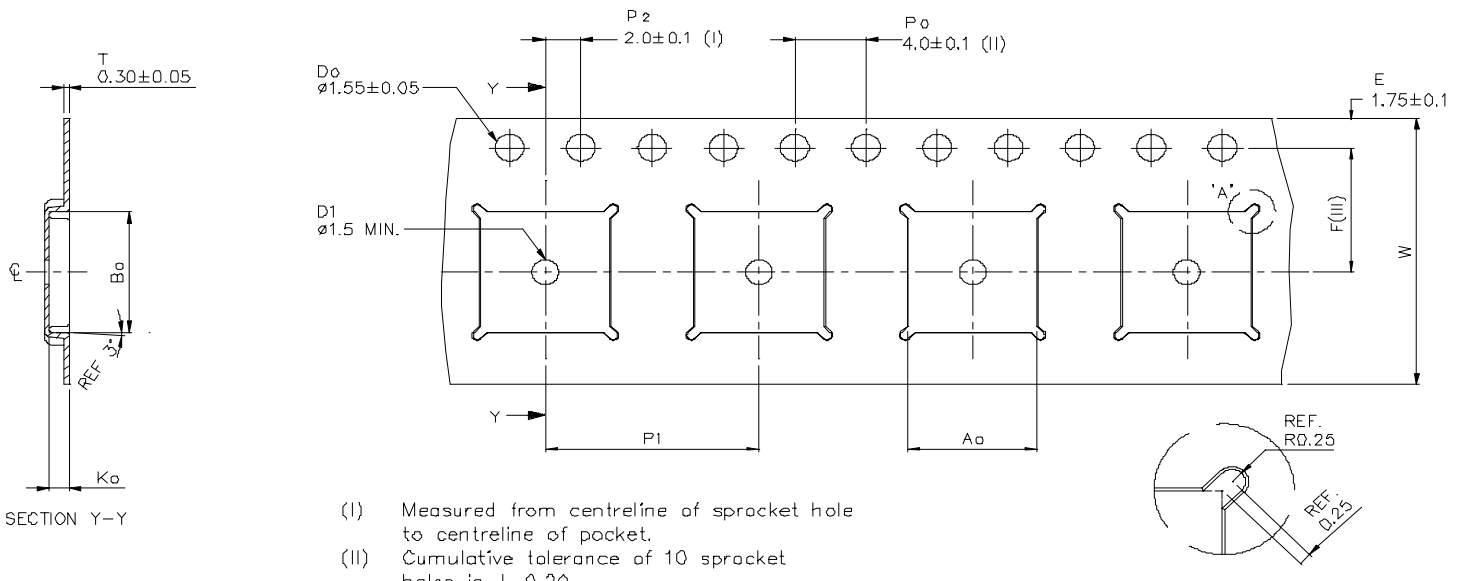 P2
2.0±0.1 (I)
Po
4.0±0.1 (II)
T
0.30±0.05
Do
ø1.55±0.05
Y
E
1.75±0.1
"A"
D1
ø1.5 MIN.
F(III)
W
Bo
REF 3°
Y
P1
Ao
REF.
R0.25
Ko
REF.
0.25
SECTION Y-Y
(I) Measured from centreline of sprocket hole
to centreline of pocket.
(II) Cumulative tolerance of 10 sprocket